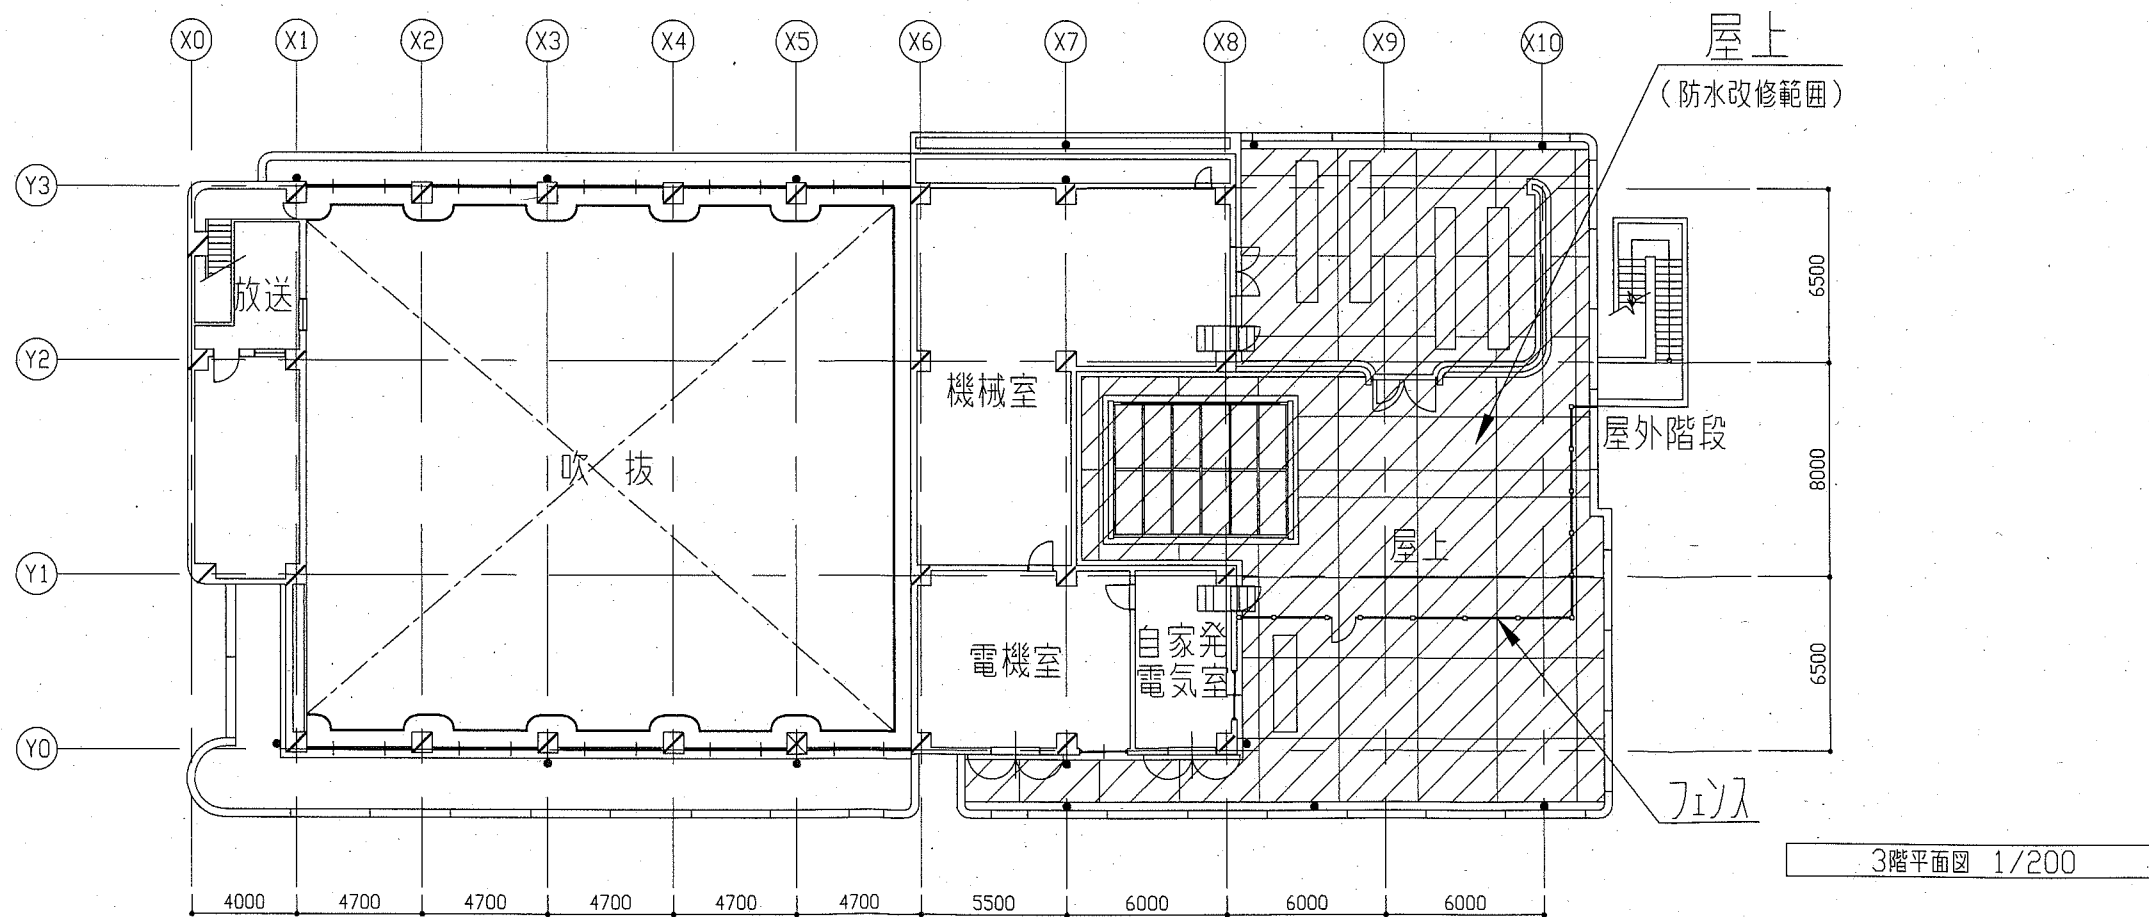 X0 X1 X2 X3 X4 X5 X6 X7 X8 X9 X10
屋上
(防水改修範囲)
Y3
6500
放送
Y2
機械室
屋外階段
吹 抜
8000
屋上
Y1
自家発
電機室
電気室
6500
Y0
フェンス
3階平面図 1/200
4000 4700 4700 4700 4700 4700 5500 6000 6000 6000